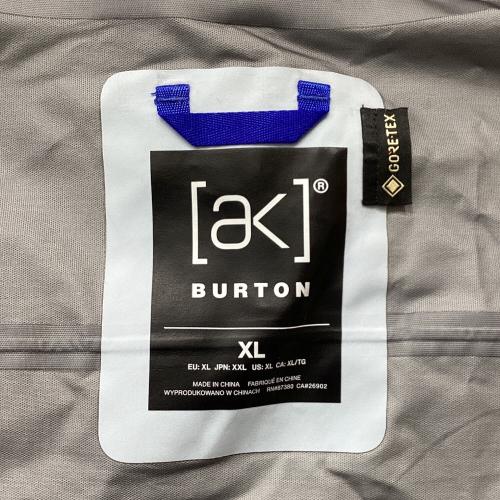 [ak]®
BURTON
XL
EU: XL JPN: XXL US: XL CA: XL/TG
MADE IN CHINA FABRIQUÉ EN CHINE
WYPRODUKOWANO W CHINACH RN#87380 CA#26902
GORE-TEX